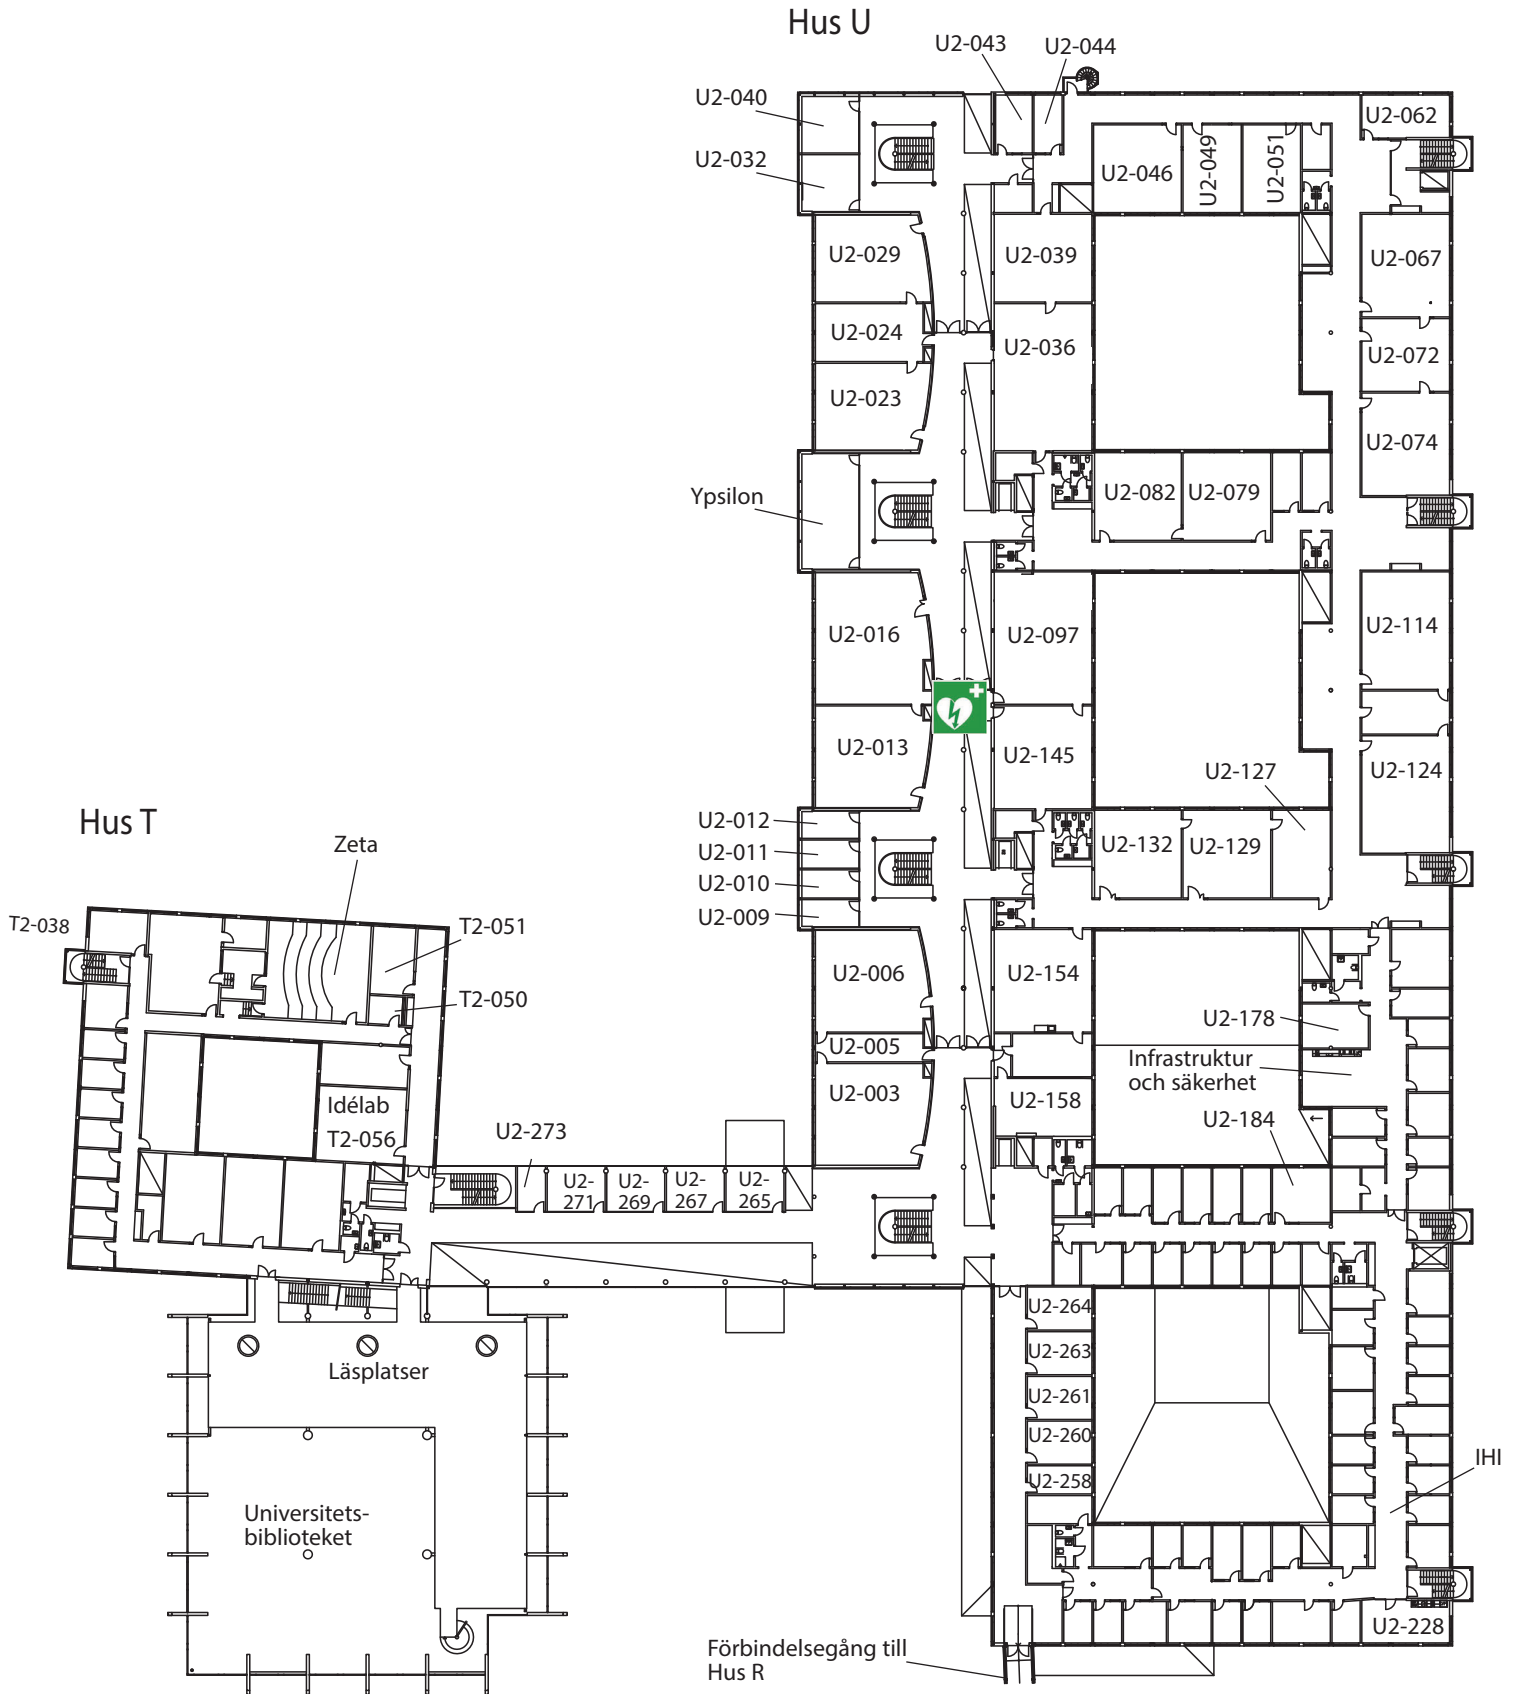 Hus U
U2-043
U2-044
U2-040
U2-062
U2-032
U2-046
U2-049
U2-051
U2-029
U2-039
U2-067
U2-024
U2-036
U2-072
U2-023
U2-074
Ypsilon
U2-082
U2-079
U2-016
U2-097
U2-114
U2-013
U2-145
U2-127
U2-124
Hus T
U2-012
Zeta
U2-011
U2-132
U2-129
U2-010
U2-009
T2-038
T2-051
U2-006
U2-154
T2-050
U2-178
U2-005
Infrastruktur
och säkerhet
U2-003
Idélab
T2-056
U2-158
U2-184
U2-273
U2-
271
U2-
269
U2-
267
U2-
265
U2-264
U2-263
Läsplatser
U2-261
U2-260
IHI
U2-258
Universitets-
biblioteket
U2-228
Förbindelsegång till
Hus R